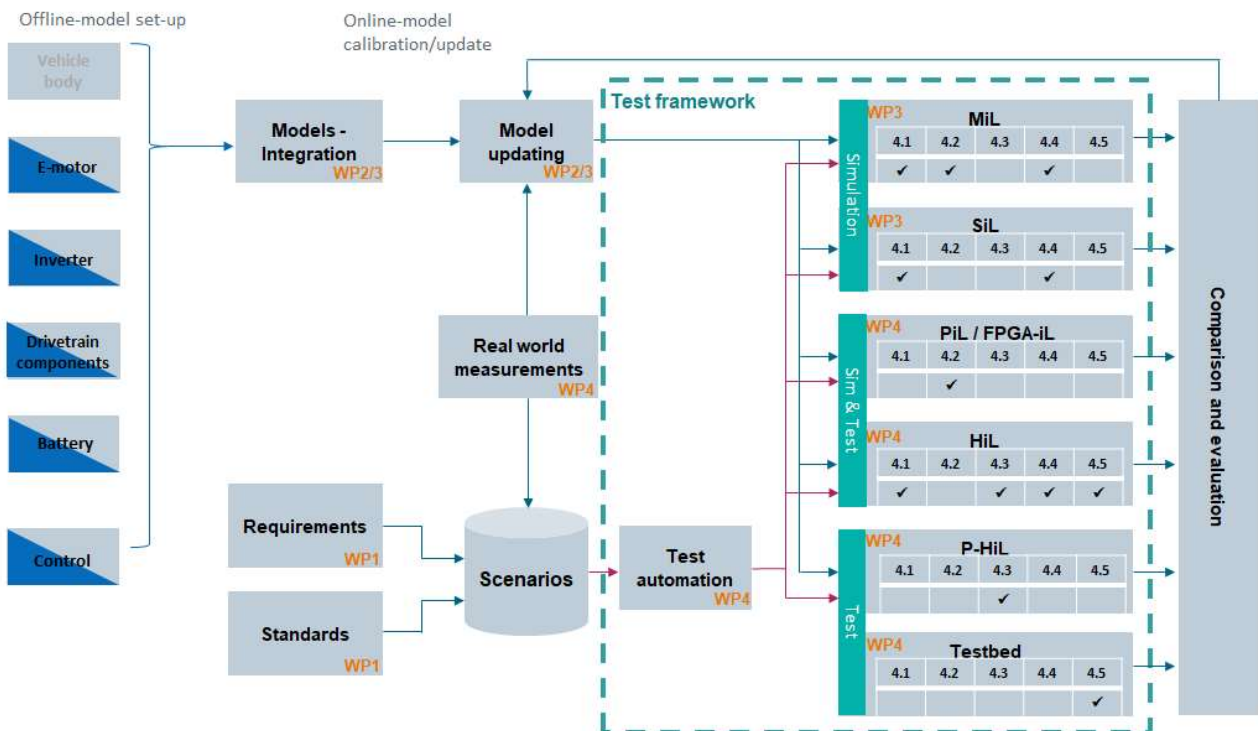 Offline-model set-up
Online-model
calibration/update
Vehicle
body
E-motor
Inverter
Drivetrain
components
Battery
Control
Models -
Integration
WP2/3
Model
updating
WP2/3
Real world
measurements
WP4
Requirements
WP1
Standards
WP1
Scenarios
Test framework
Test
automation
WP4
Simulation
Sim & Test
Test
WP3
MiL
4.1 4.2 4.3 4.4 4.5
✔ ✔ ✔
WP3
SiL
4.1 4.2 4.3 4.4 4.5
✔ ✔
WP4
PiL / FPGA-iL
4.1 4.2 4.3 4.4 4.5
✔
WP4
HiL
4.1 4.2 4.3 4.4 4.5
✔ ✔ ✔ ✔
WP4
P-HiL
4.1 4.2 4.3 4.4 4.5
✔
WP4
Testbed
4.1 4.2 4.3 4.4 4.5
✔
Comparison and evaluation